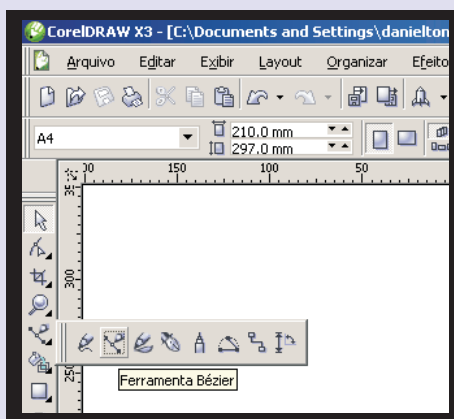 CorelDRAW X3 - [C:\Documents and Settings\danielton
Arquivo Editar Exibir Layout Organizar Efeito
A4 210.0 mm
297.0 mm
150 100 50
300
Ferramenta Bézier